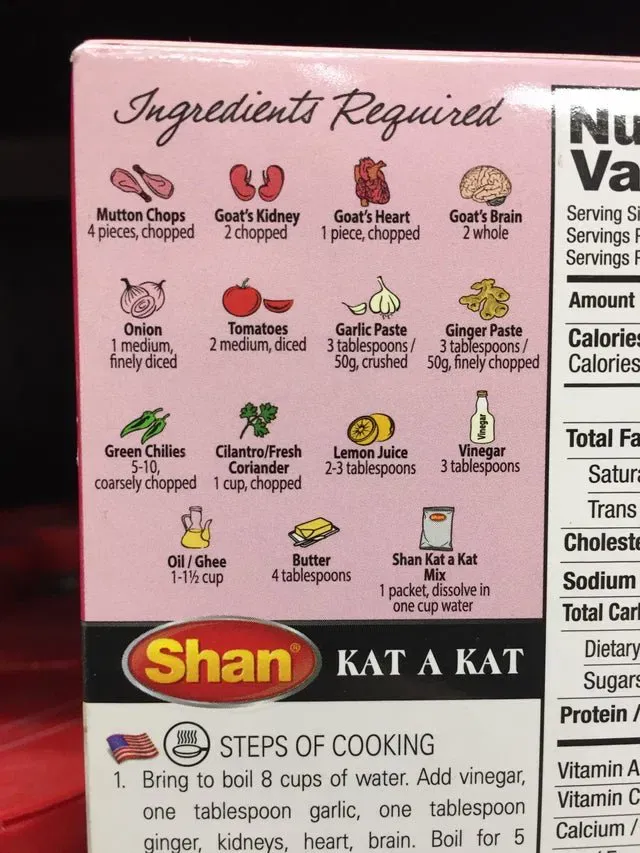 Ingredients Required
Mutton Chops
4 pieces, chopped
Goat's Kidney
2 chopped
Goat's Heart
1 piece, chopped
Goat's Brain
2 whole
Onion
1 medium,
finely diced
Tomatoes
2 medium, diced
Garlic Paste
3 tablespoons /
50g, crushed
Ginger Paste
3 tablespoons /
50g, finely chopped
Green Chilies
5-10,
coarsely chopped
Cilantro/Fresh
Coriander
1 cup, chopped
Lemon Juice
2-3 tablespoons
Vinegar
Vinegar
3 tablespoons
Oil / Ghee
1-1½ cup
Butter
4 tablespoons
Shan
Shan Kat a Kat
Mix
1 packet, dissolve in
one cup water
Shan® KAT A KAT
STEPS OF COOKING
1. Bring to boil 8 cups of water. Add vinegar,
one tablespoon garlic, one tablespoon
ginger, kidneys, heart, brain. Boil for 5
Nu
Va
Serving Si
Servings
Servings
Amount
Calories
Calories
Total Fa
Satura
Trans
Choleste
Sodium
Total Carl
Dietary
Sugars
Protein /
Vitamin A
Vitamin C
Calcium /